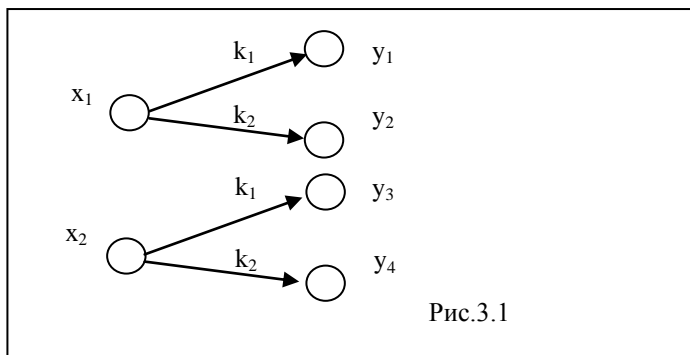 k₁ y₁
x₁
k₂ y₂
k₁ y₃
x₂
k₂ y₄
Рис.3.1